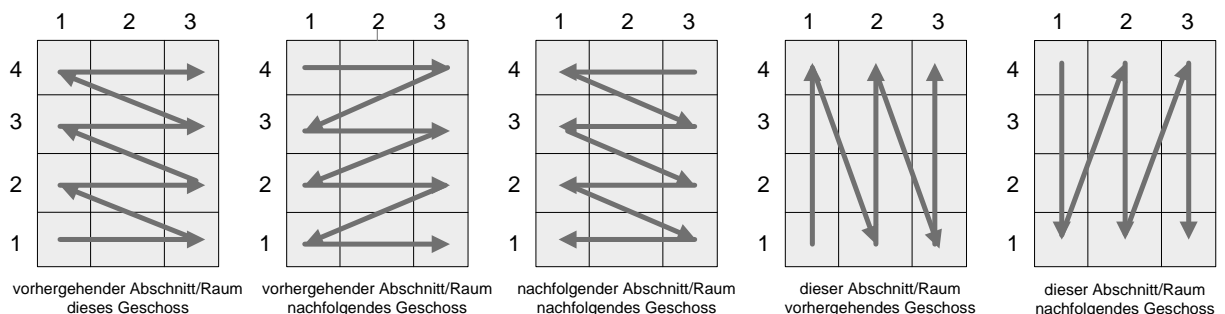 1 2 3
4
3
2
1
vorhergehender Abschnitt/Raum
dieses Geschoss
1 2 3
4
3
2
1
vorhergehender Abschnitt/Raum
nachfolgendes Geschoss
1 2 3
4
3
2
1
nachfolgender Abschnitt/Raum
nachfolgendes Geschoss
1 2 3
4
3
2
1
dieser Abschnitt/Raum
vorhergehendes Geschoss
1 2 3
4
3
2
1
dieser Abschnitt/Raum
nachfolgendes Geschoss